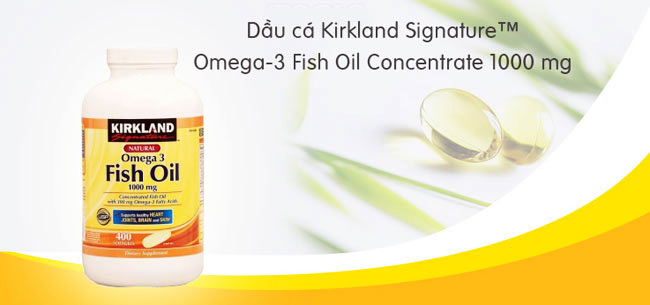 Dầu cá Kirkland Signature™
Omega-3 Fish Oil Concentrate 1000 mg
KIRKLAND
Signature
NATURAL
Omega 3
Fish Oil
1000 mg
Concentrated Fish Oil
with 300 mg Omega-3 Fatty Acids
Supports healthy HEART
JOINTS, BRAIN and SKIN
400
SOFTGELS
Dietary Supplement